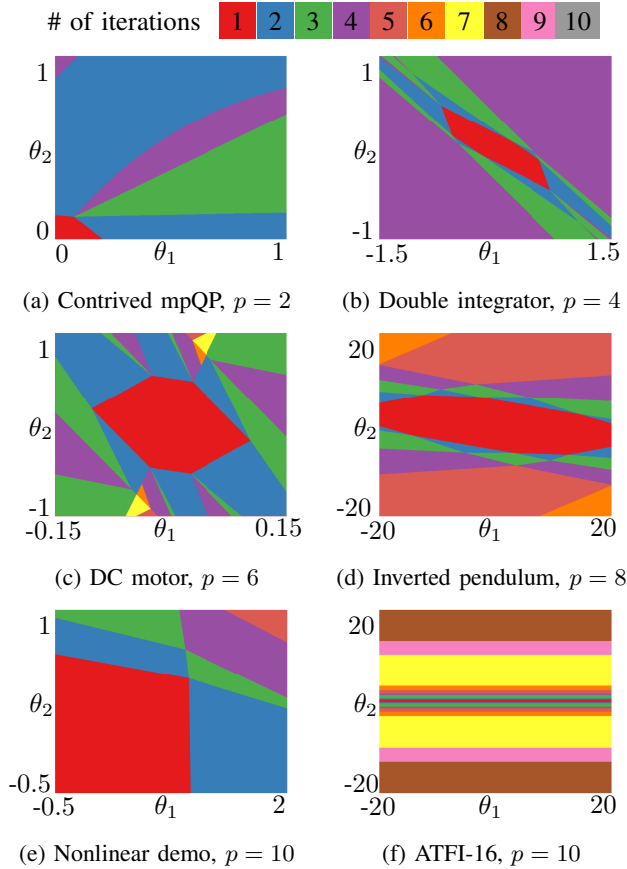 # of iterations 1 2 3 4 5 6 7 8 9 10
1 1
θ2 θ2
0 -1
0 θ1 1 -1.5 θ1 1.5
(a) Contrived mpQP, p = 2 (b) Double integrator, p = 4
1 20
θ2 θ2
-1 -20
-0.15 θ1 0.15 -20 θ1 20
(c) DC motor, p = 6 (d) Inverted pendulum, p = 8
1 20
θ2 θ2
-0.5 -20
-0.5 θ1 2 -20 θ1 20
(e) Nonlinear demo, p = 10 (f) ATFI-16, p = 10